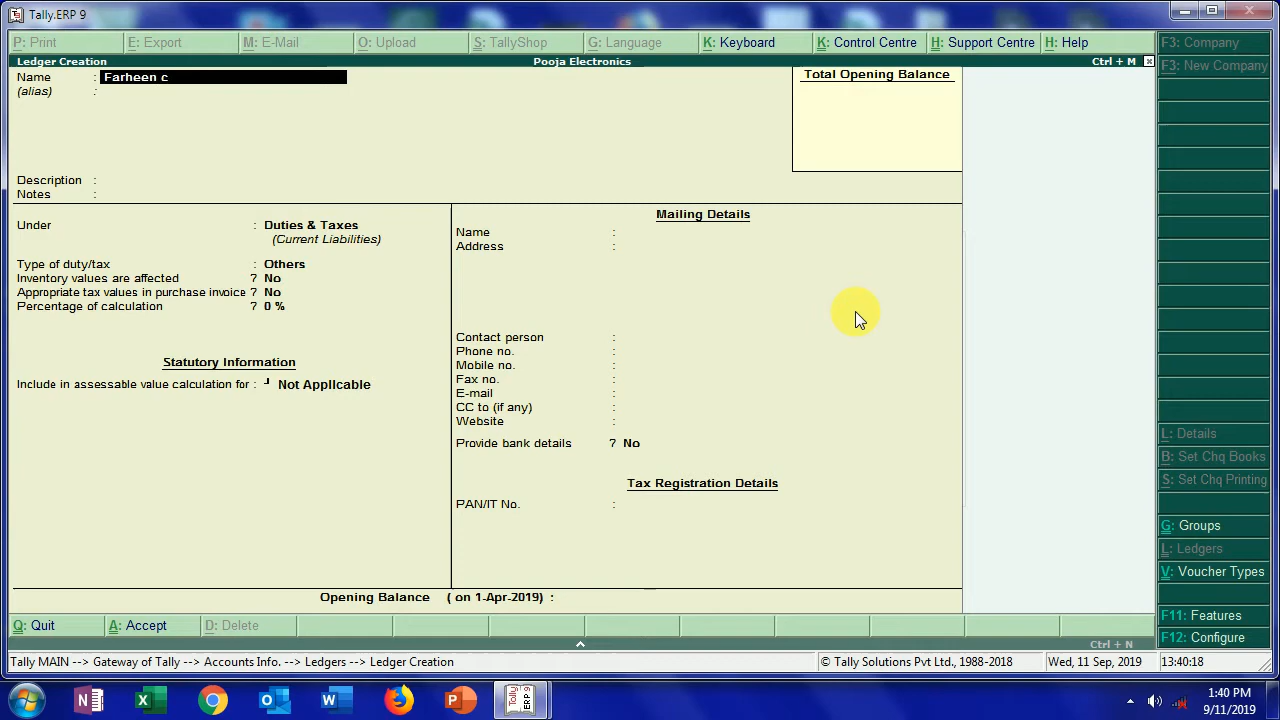 Tally.ERP 9
P: Print E: Export M: E-Mail O: Upload S: TallyShop G: Language K: Keyboard K: Control Centre H: Support Centre H: Help F3: Company
Ledger Creation Pooja Electronics Ctrl + M F3: New Company
Name : Farheen c Total Opening Balance
(alias) :
Description :
Notes :
Mailing Details
Under : Duties & Taxes
(Current Liabilities)
Name :
Address :
Type of duty/tax : Others
Inventory values are affected ? No
Appropriate tax values in purchase invoice ? No
Percentage of calculation ? 0 %
Contact person :
Phone no. :
Statutory Information
Mobile no. :
Fax no. :
Include in assessable value calculation for : Not Applicable
E-mail :
CC to (if any) :
Website :
L: Details
Provide bank details ? No
B: Set Chq Books
S: Set Chq Printing
Tax Registration Details
PAN/IT No. :
G: Groups
L: Ledgers
V: Voucher Types
Opening Balance ( on 1-Apr-2019) :
F11: Features
Q: Quit A: Accept D: Delete
F12: Configure
Ctrl + N
Tally MAIN --> Gateway of Tally --> Accounts Info. --> Ledgers --> Ledger Creation © Tally Solutions Pvt Ltd., 1988-2018 Wed, 11 Sep, 2019 13:40:18
1:40 PM
9/11/2019